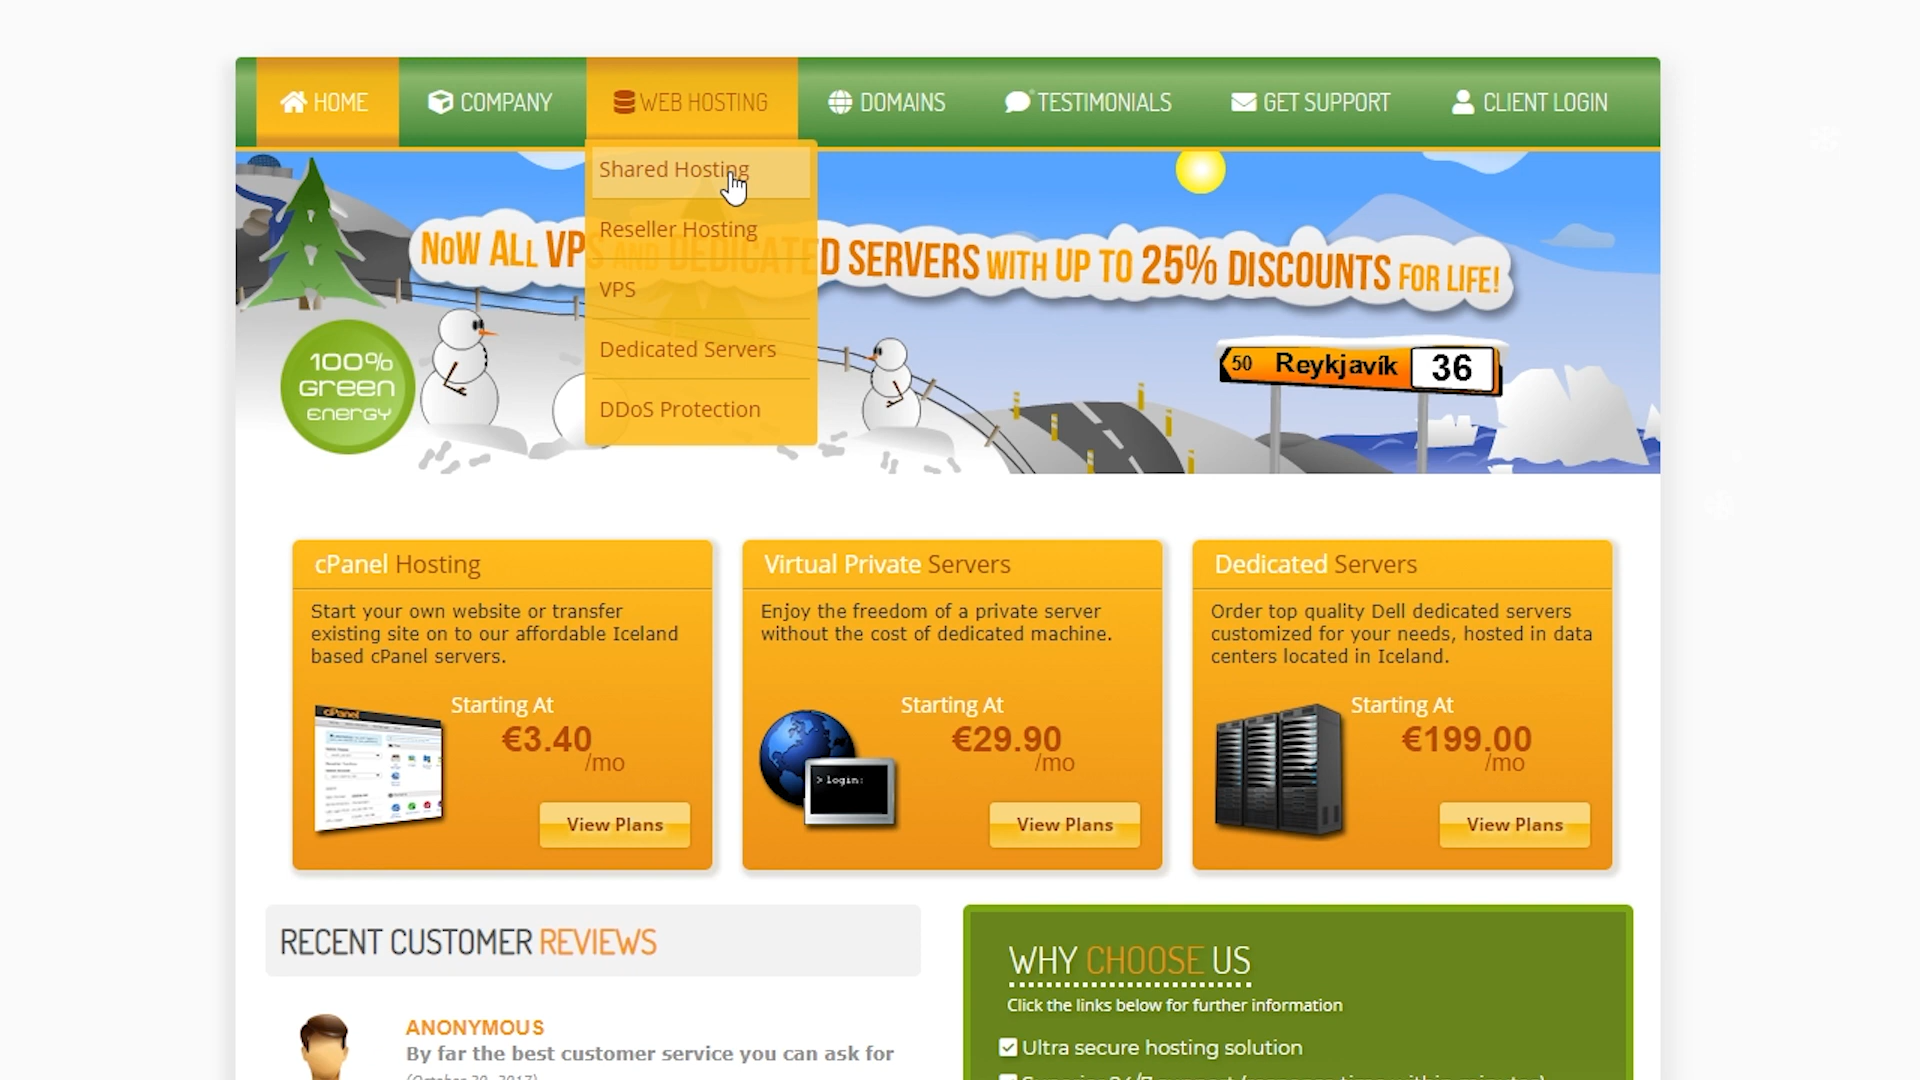 HOME
COMPANY
WEB HOSTING
DOMAINS
TESTIMONIALS
GET SUPPORT
CLIENT LOGIN
Shared Hosting
Reseller Hosting
VPS
Dedicated Servers
DDoS Protection
NOW ALL VPS AND DEDICATED SERVERS WITH UP TO 25% DISCOUNTS FOR LIFE!
100%
Green
ENERGY
50 Reykjavík 36
cPanel Hosting
Start your own website or transfer
existing site on to our affordable Iceland
based cPanel servers.
cPanel
Starting At
€3.40
/mo
View Plans
Virtual Private Servers
Enjoy the freedom of a private server
without the cost of dedicated machine.
> login:
Starting At
€29.90
/mo
View Plans
Dedicated Servers
Order top quality Dell dedicated servers
customized for your needs, hosted in data
centers located in Iceland.
Starting At
€199.00
/mo
View Plans
RECENT CUSTOMER REVIEWS
ANONYMOUS
By far the best customer service you can ask for
WHY CHOOSE US
Click the links below for further information
Ultra secure hosting solution